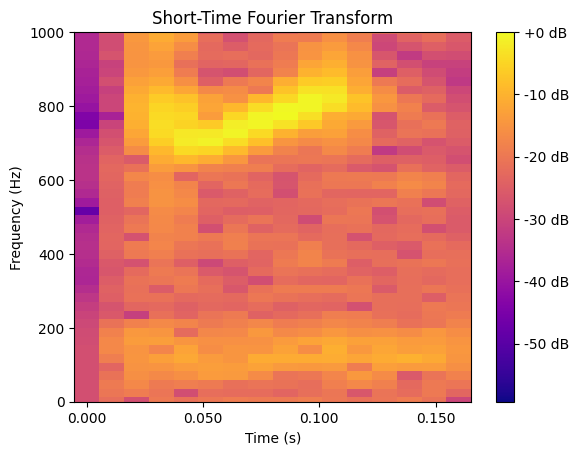 Short-Time Fourier Transform
1000
800
600
400
200
0
Frequency (Hz)
0.000
0.050
0.100
0.150
Time (s)
+0 dB
-10 dB
-20 dB
-30 dB
-40 dB
-50 dB